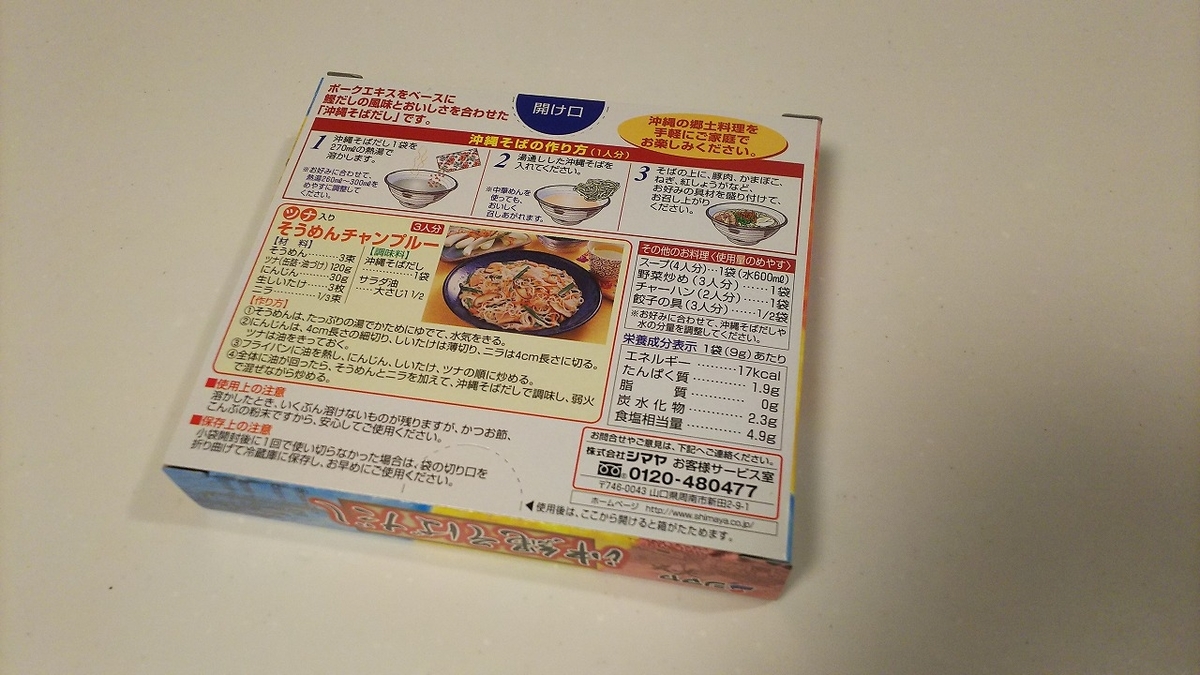 ポークエキスをベースに
鰹だしの風味とおいしさを合わせた
「沖縄そばだし」です。
開け口
沖縄の郷土料理を
手軽にご家庭で
お楽しみください。
沖縄そばの作り方(1人分)
1 沖縄そばだし1袋を
270mlの熱湯で
溶かします。
※お好みに合わせて、
熱湯260ml〜300mlを
めやすに調整して
ください。
2 湯通しした沖縄そばを
入れてください。
※中華めんを
使っても、
おいしく
召しあがれます。
3 そばの上に、豚肉、かまぼこ、
ねぎ、紅しょうがなど、
お好みの具材を盛り付けて、
お召し上がり
ください。
ツナ入り
そうめんチャンプルー 3人分
【材 料】
そうめん………3束
ツナ(缶詰・油づけ)120g
にんじん………30g
生しいたけ……3枚
ニラ…………1/3束
【調味料】
沖縄そばだし
………1袋
サラダ油
……大さじ1 1/2
【作り方】
①そうめんは、たっぷりの湯でかためにゆでて、水気をきる。
②にんじんは、4cm長さの細切り、しいたけは薄切り、ニラは4cm長さに切る。
ツナは油をきっておく。
③フライパンに油を熱し、にんじん、しいたけ、ツナの順に炒める。
④全体に油が回ったら、そうめんとニラを加えて、沖縄そばだしで調味し、弱火
で混ぜながら炒める。
その他のお料理〈使用量のめやす〉
スープ(4人分)…1袋(水600ml)
野菜炒め(3人分)……1袋
チャーハン(2人分)……1袋
餃子の具(3人分)……1/2袋
※お好みに合わせて、沖縄そばだしや
水の分量を調整してください。
栄養成分表示 1袋(9g)あたり
エネルギー………17kcal
たんぱく質………1.9g
脂 質………0g
炭水化物………2.3g
食塩相当量………4.9g
■使用上の注意
溶かしたとき、いくぶん溶けないものが残りますが、かつお節、
こんぶの粉末ですから、安心してご使用ください。
■保存上の注意
小袋開封後に1回で使い切らなかった場合は、袋の切り口を
折り曲げて冷蔵庫に保存し、お早めにご使用ください。
お問合せやご意見は、下記へご連絡ください。
株式会社シマヤ お客様サービス室
0120-480477
〒746-0043 山口県周南市新田2-9-1
ホームページ http://www.shimaya.co.jp/
◀使用後は、ここから開けると箱がたためます。
沖縄そばだし
シマヤ